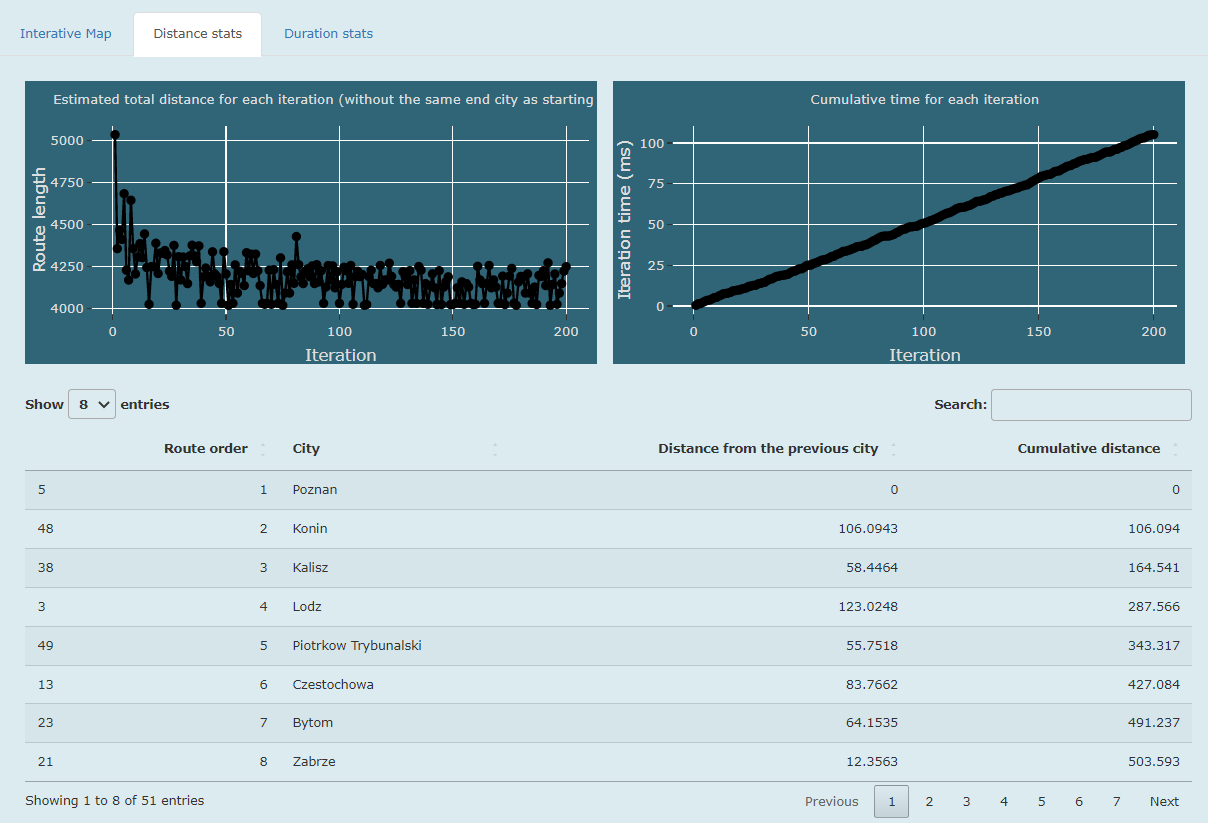 Interative Map Distance stats Duration stats
Estimated total distance for each iteration (without the same end city as starting
5000
4750
4500
4250
4000
Route length
0 50 100 150 200
Iteration
Cumulative time for each iteration
100
75
50
25
0
Iteration time (ms)
0 50 100 150 200
Iteration
Show 8 entries Search:
Route order City Distance from the previous city Cumulative distance
5 1 Poznan 0 0
48 2 Konin 106.0943 106.094
38 3 Kalisz 58.4464 164.541
3 4 Lodz 123.0248 287.566
49 5 Piotrkow Trybunalski 55.7518 343.317
13 6 Czestochowa 83.7662 427.084
23 7 Bytom 64.1535 491.237
21 8 Zabrze 12.3563 503.593
Showing 1 to 8 of 51 entries Previous 1 2 3 4 5 6 7 Next